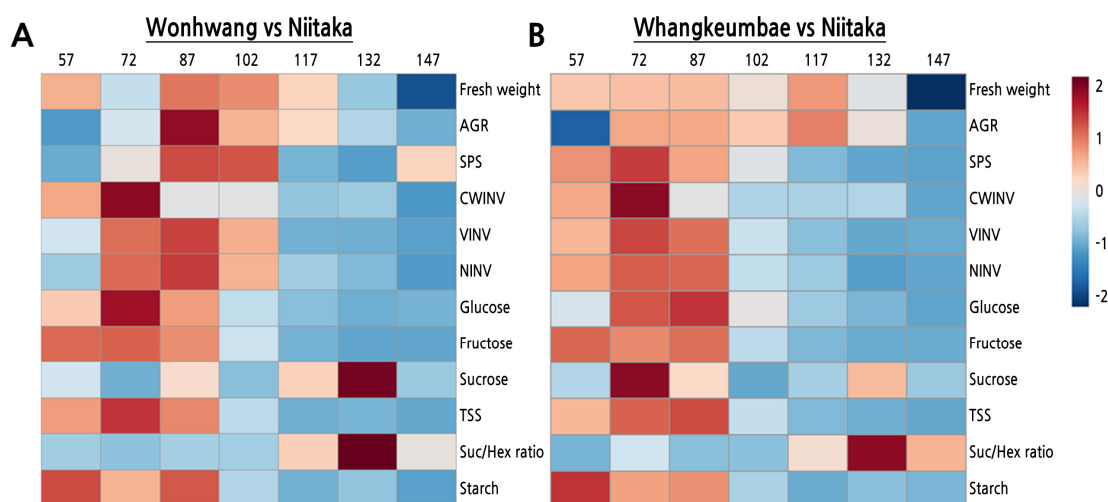 A
Wonhwang vs Niitaka
57 72 87 102 117 132 147
Fresh weight
AGR
SPS
CWINV
VINV
NINV
Glucose
Fructose
Sucrose
TSS
Suc/Hex ratio
Starch
B
Whangkeumbae vs Niitaka
57 72 87 102 117 132 147
Fresh weight
AGR
SPS
CWINV
VINV
NINV
Glucose
Fructose
Sucrose
TSS
Suc/Hex ratio
Starch
2
1
0
-1
-2